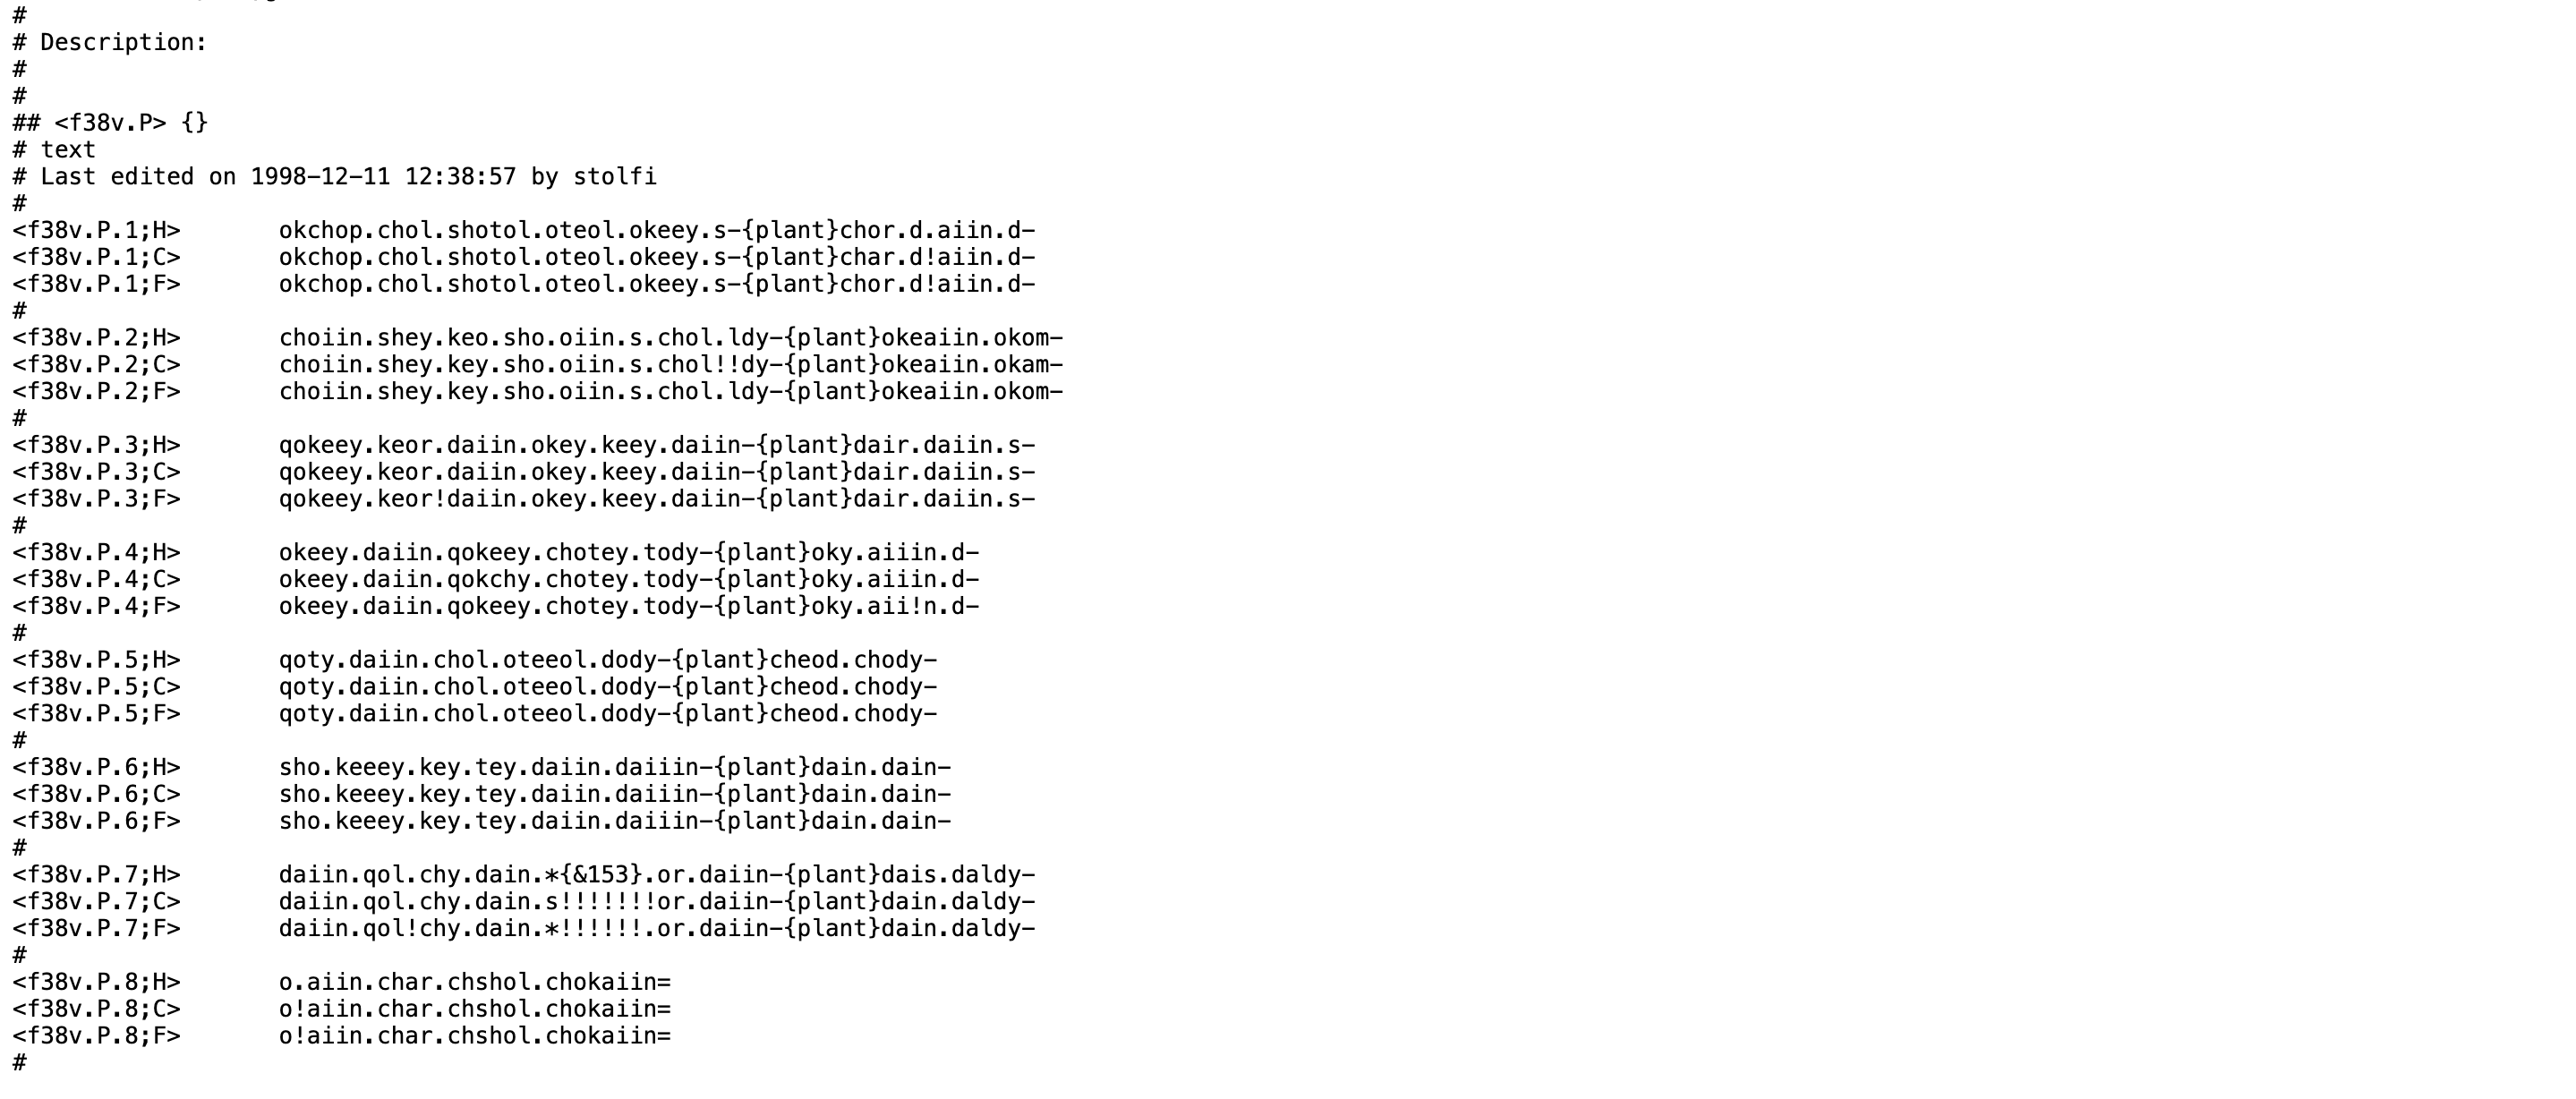 #
# Description:
#
#
## <f38v.P> {}
# text
# Last edited on 1998-12-11 12:38:57 by stolfi
#
<f38v.P.1;H>       okchop.chol.shotol.oteol.okeey.s-{plant}chor.d.aiin.d-
<f38v.P.1;C>       okchop.chol.shotol.oteol.okeey.s-{plant}char.d!aiin.d-
<f38v.P.1;F>       okchop.chol.shotol.oteol.okeey.s-{plant}chor.d!aiin.d-
#
<f38v.P.2;H>       choiin.shey.keo.sho.oiin.s.chol.ldy-{plant}okeaiin.okom-
<f38v.P.2;C>       choiin.shey.key.sho.oiin.s.chol!!dy-{plant}okeaiin.okam-
<f38v.P.2;F>       choiin.shey.key.sho.oiin.s.chol.ldy-{plant}okeaiin.okom-
#
<f38v.P.3;H>       qokeey.keor.daiin.okey.keey.daiin-{plant}dair.daiin.s-
<f38v.P.3;C>       qokeey.keor.daiin.okey.keey.daiin-{plant}dair.daiin.s-
<f38v.P.3;F>       qokeey.keor!daiin.okey.keey.daiin-{plant}dair.daiin.s-
#
<f38v.P.4;H>       okeey.daiin.qokeey.chotey.tody-{plant}oky.aiiin.d-
<f38v.P.4;C>       okeey.daiin.qokchy.chotey.tody-{plant}oky.aiiin.d-
<f38v.P.4;F>       okeey.daiin.qokeey.chotey.tody-{plant}oky.aii!n.d-
#
<f38v.P.5;H>       qoty.daiin.chol.oteeol.dody-{plant}cheod.chody-
<f38v.P.5;C>       qoty.daiin.chol.oteeol.dody-{plant}cheod.chody-
<f38v.P.5;F>       qoty.daiin.chol.oteeol.dody-{plant}cheod.chody-
#
<f38v.P.6;H>       sho.keeey.key.tey.daiin.daiiin-{plant}dain.dain-
<f38v.P.6;C>       sho.keeey.key.tey.daiin.daiiin-{plant}dain.dain-
<f38v.P.6;F>       sho.keeey.key.tey.daiin.daiiin-{plant}dain.dain-
#
<f38v.P.7;H>       daiin.qol.chy.dain.*{&153}.or.daiin-{plant}dais.daldy-
<f38v.P.7;C>       daiin.qol.chy.dain.s!!!!!!!or.daiin-{plant}dain.daldy-
<f38v.P.7;F>       daiin.qol!chy.dain.*!!!!!!.or.daiin-{plant}dain.daldy-
#
<f38v.P.8;H>       o.aiin.char.chshol.chokaiin=
<f38v.P.8;C>       o!aiin.char.chshol.chokaiin=
<f38v.P.8;F>       o!aiin.char.chshol.chokaiin=
#